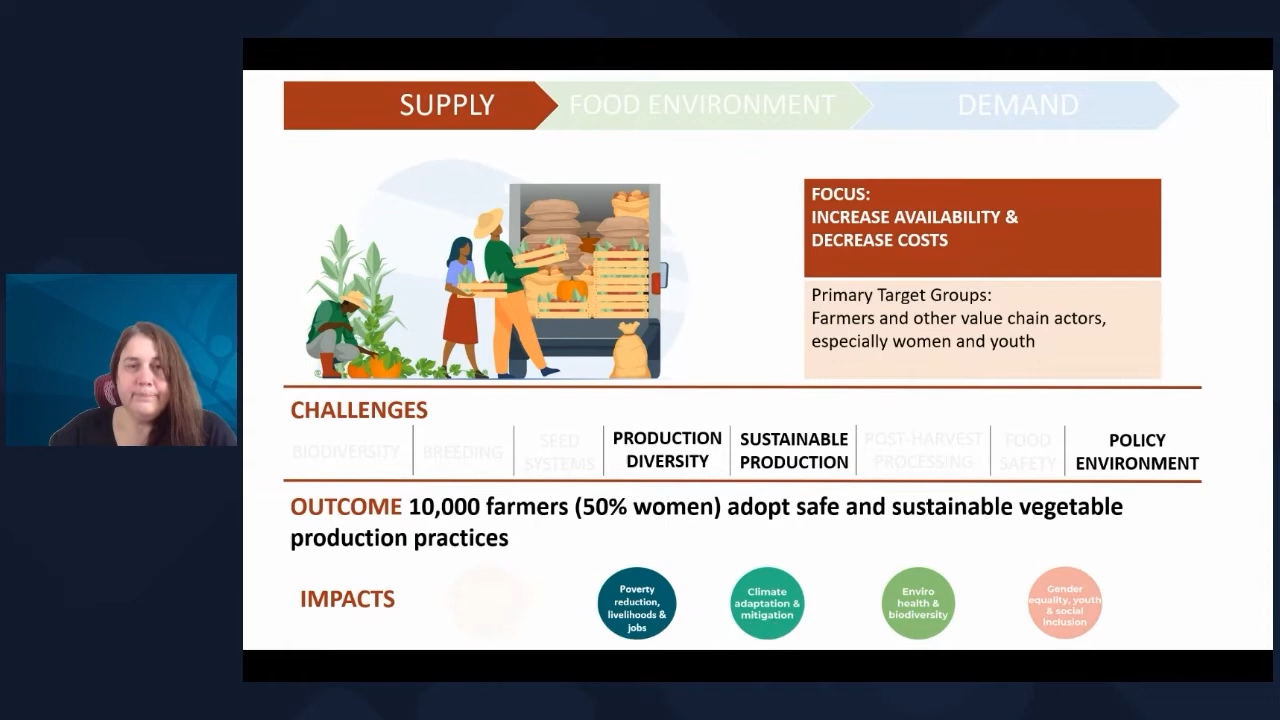 SUPPLY
FOOD ENVIRONMENT
DEMAND
FOCUS:
INCREASE AVAILABILITY &
DECREASE COSTS
Primary Target Groups:
Farmers and other value chain actors,
especially women and youth
CHALLENGES
BIODIVERSITY
BREEDING
SEED
SYSTEMS
PRODUCTION
DIVERSITY
SUSTAINABLE
PRODUCTION
POST-HARVEST
PROCESSING
FOOD
SAFETY
POLICY
ENVIRONMENT
OUTCOME 10,000 farmers (50% women) adopt safe and sustainable vegetable
production practices
IMPACTS
Poverty
reduction,
livelihoods &
jobs
Climate
adaptation &
mitigation
Enviro
health &
biodiversity
Gender
equality, youth
& social
inclusion